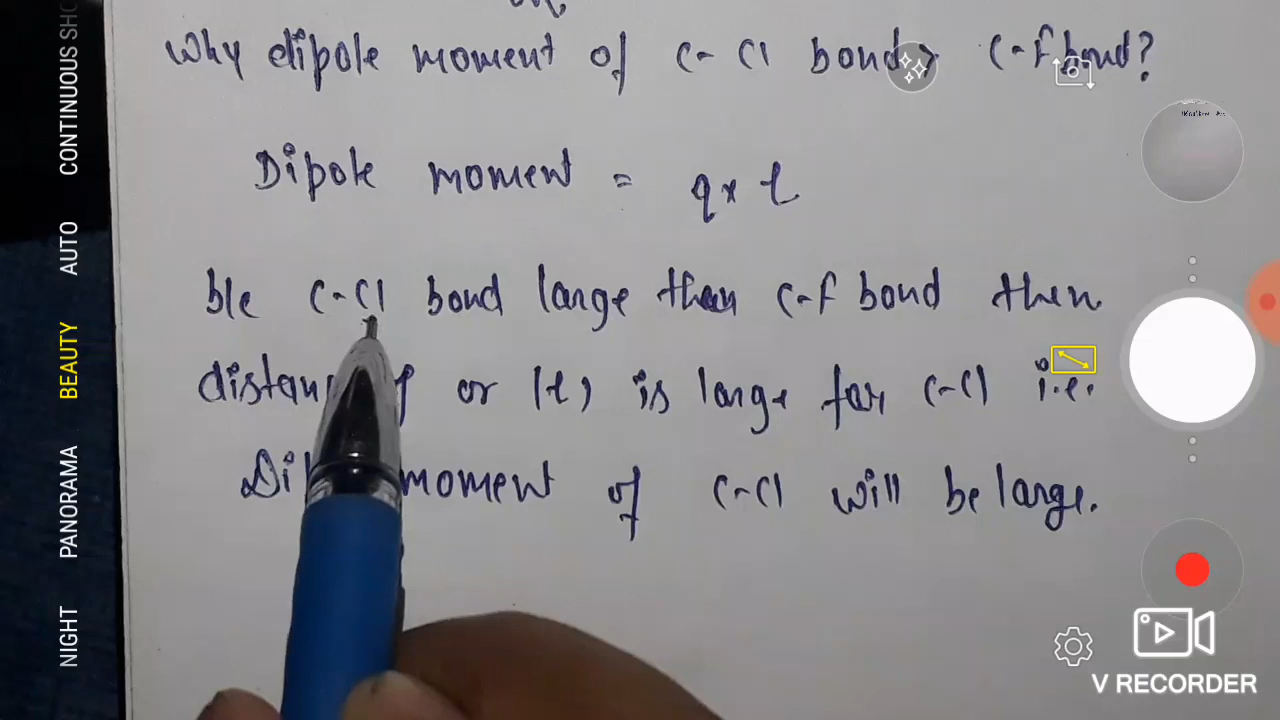 Why dipole moment of C-Cl bond > C-F bond?
Dipole moment = q x l
b/c C-Cl bond large than C-F bond then
or (l) is large for C-Cl i.e.
moment of C-Cl will be large.
CONTINUOUS SHO
AUTO
BEAUTY
PANORAMA
NIGHT
V RECORDER